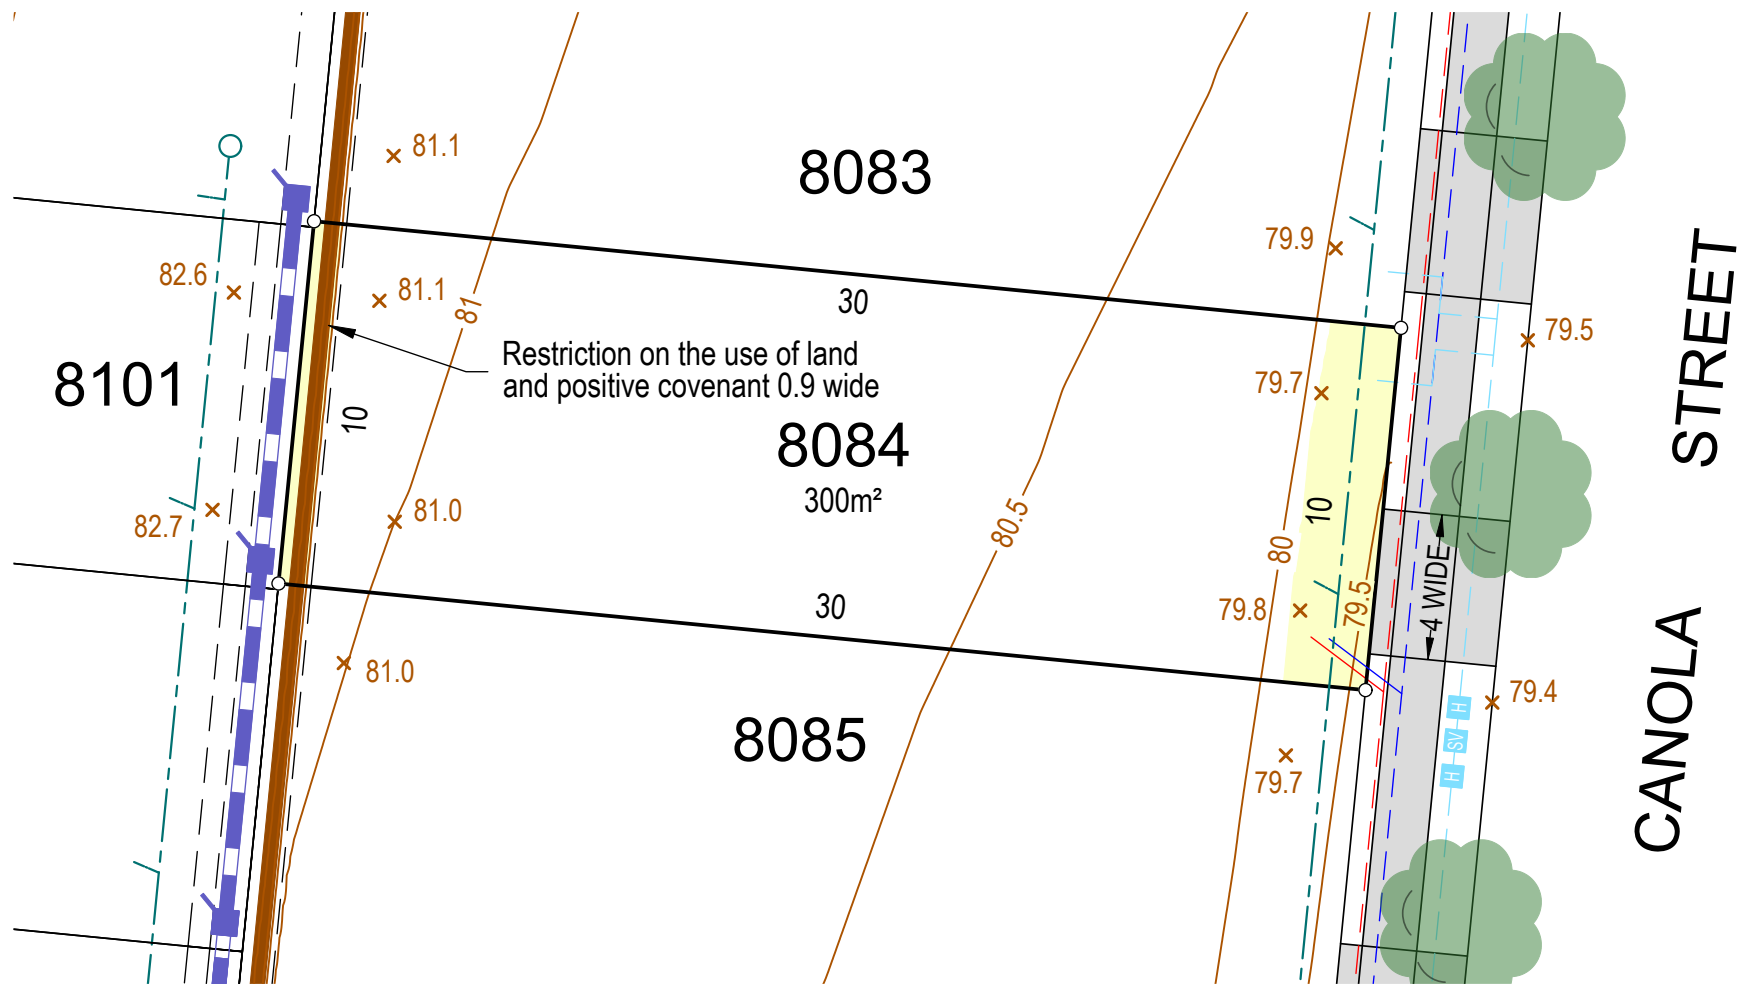 81.1
8083
82.6
81.1
81
30
79.9
79.5
STREET
Restriction on the use of land
and positive covenant 0.9 wide
8101
10
79.7
8084
300m²
82.7
81.0
80.5
10
80
4 WIDE
79.5
79.8
30
81.0
79.4
8085
79.7
H
SV
H
CANOLA